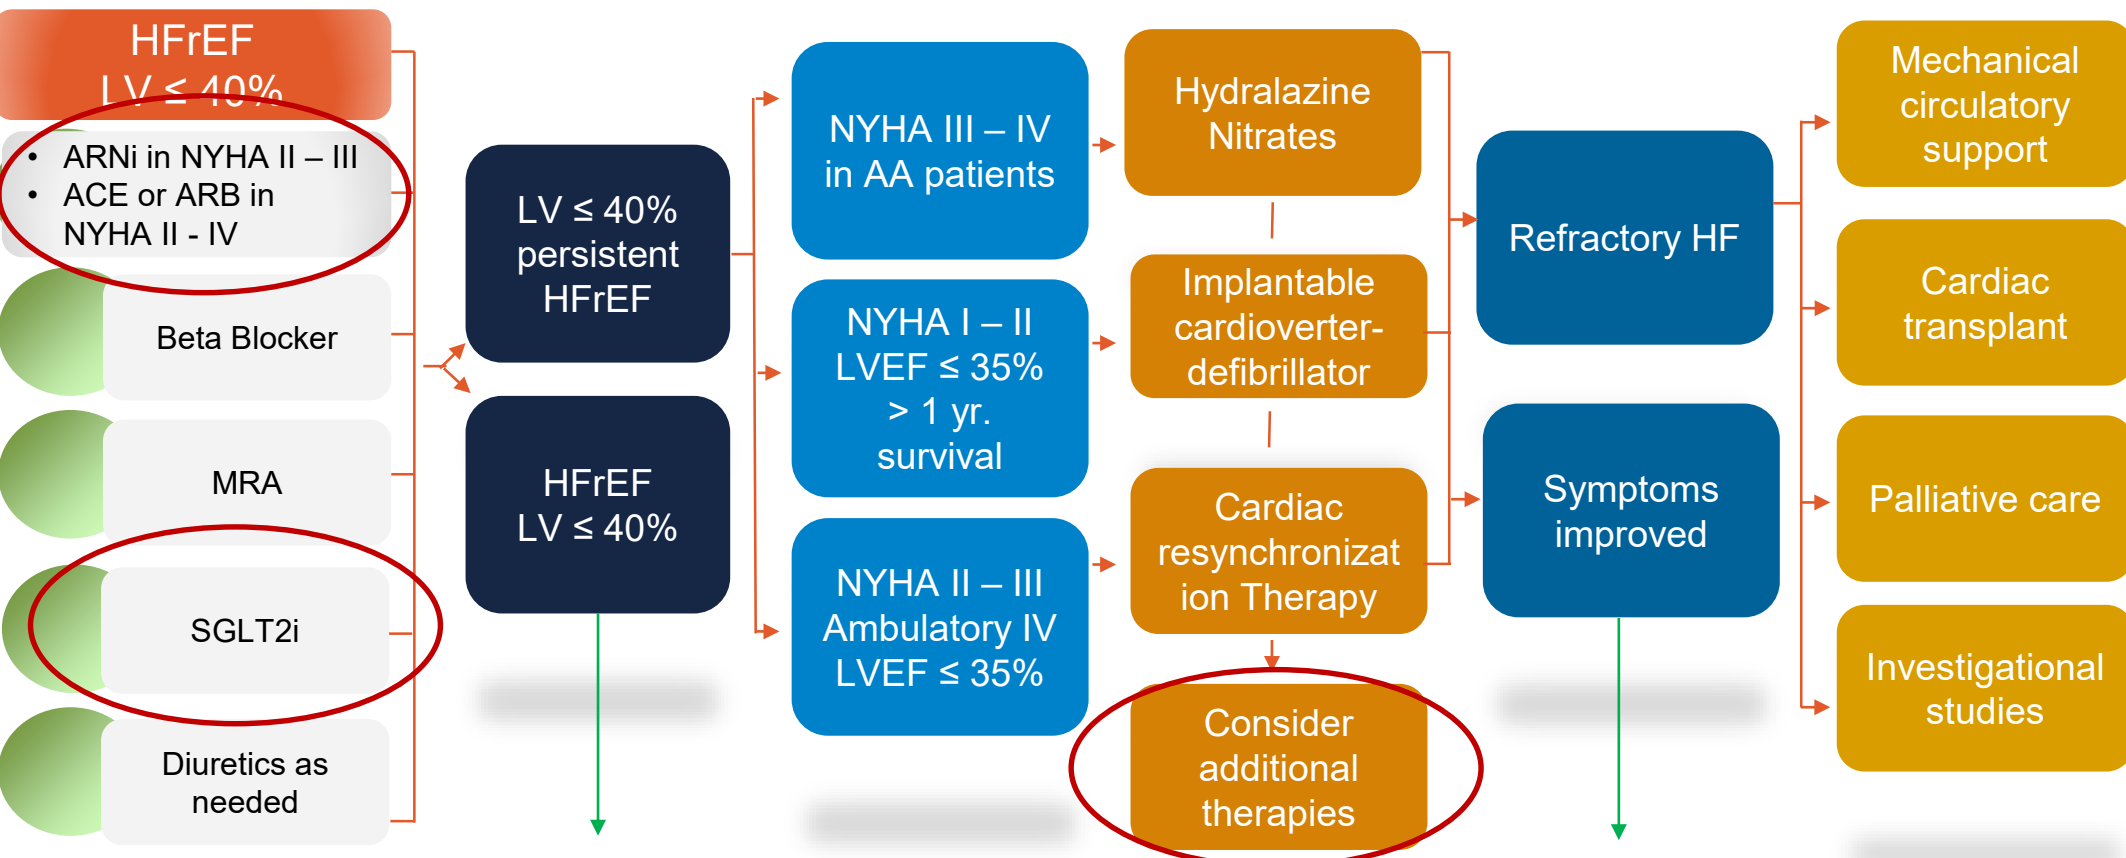 HFrEF
LV ≤ 40%
• ARNi in NYHA II – III
• ACE or ARB in
NYHA II - IV
Beta Blocker
MRA
SGLT2i
Diuretics as
needed
LV ≤ 40%
persistent
HFrEF
HFrEF
LV ≤ 40%
NYHA III – IV
in AA patients
NYHA I – II
LVEF ≤ 35%
> 1 yr.
survival
NYHA II – III
Ambulatory IV
LVEF ≤ 35%
Hydralazine
Nitrates
Implantable
cardioverter-
defibrillator
Cardiac
resynchronizat
ion Therapy
Consider
additional
therapies
Refractory HF
Symptoms
improved
Mechanical
circulatory
support
Cardiac
transplant
Palliative care
Investigational
studies